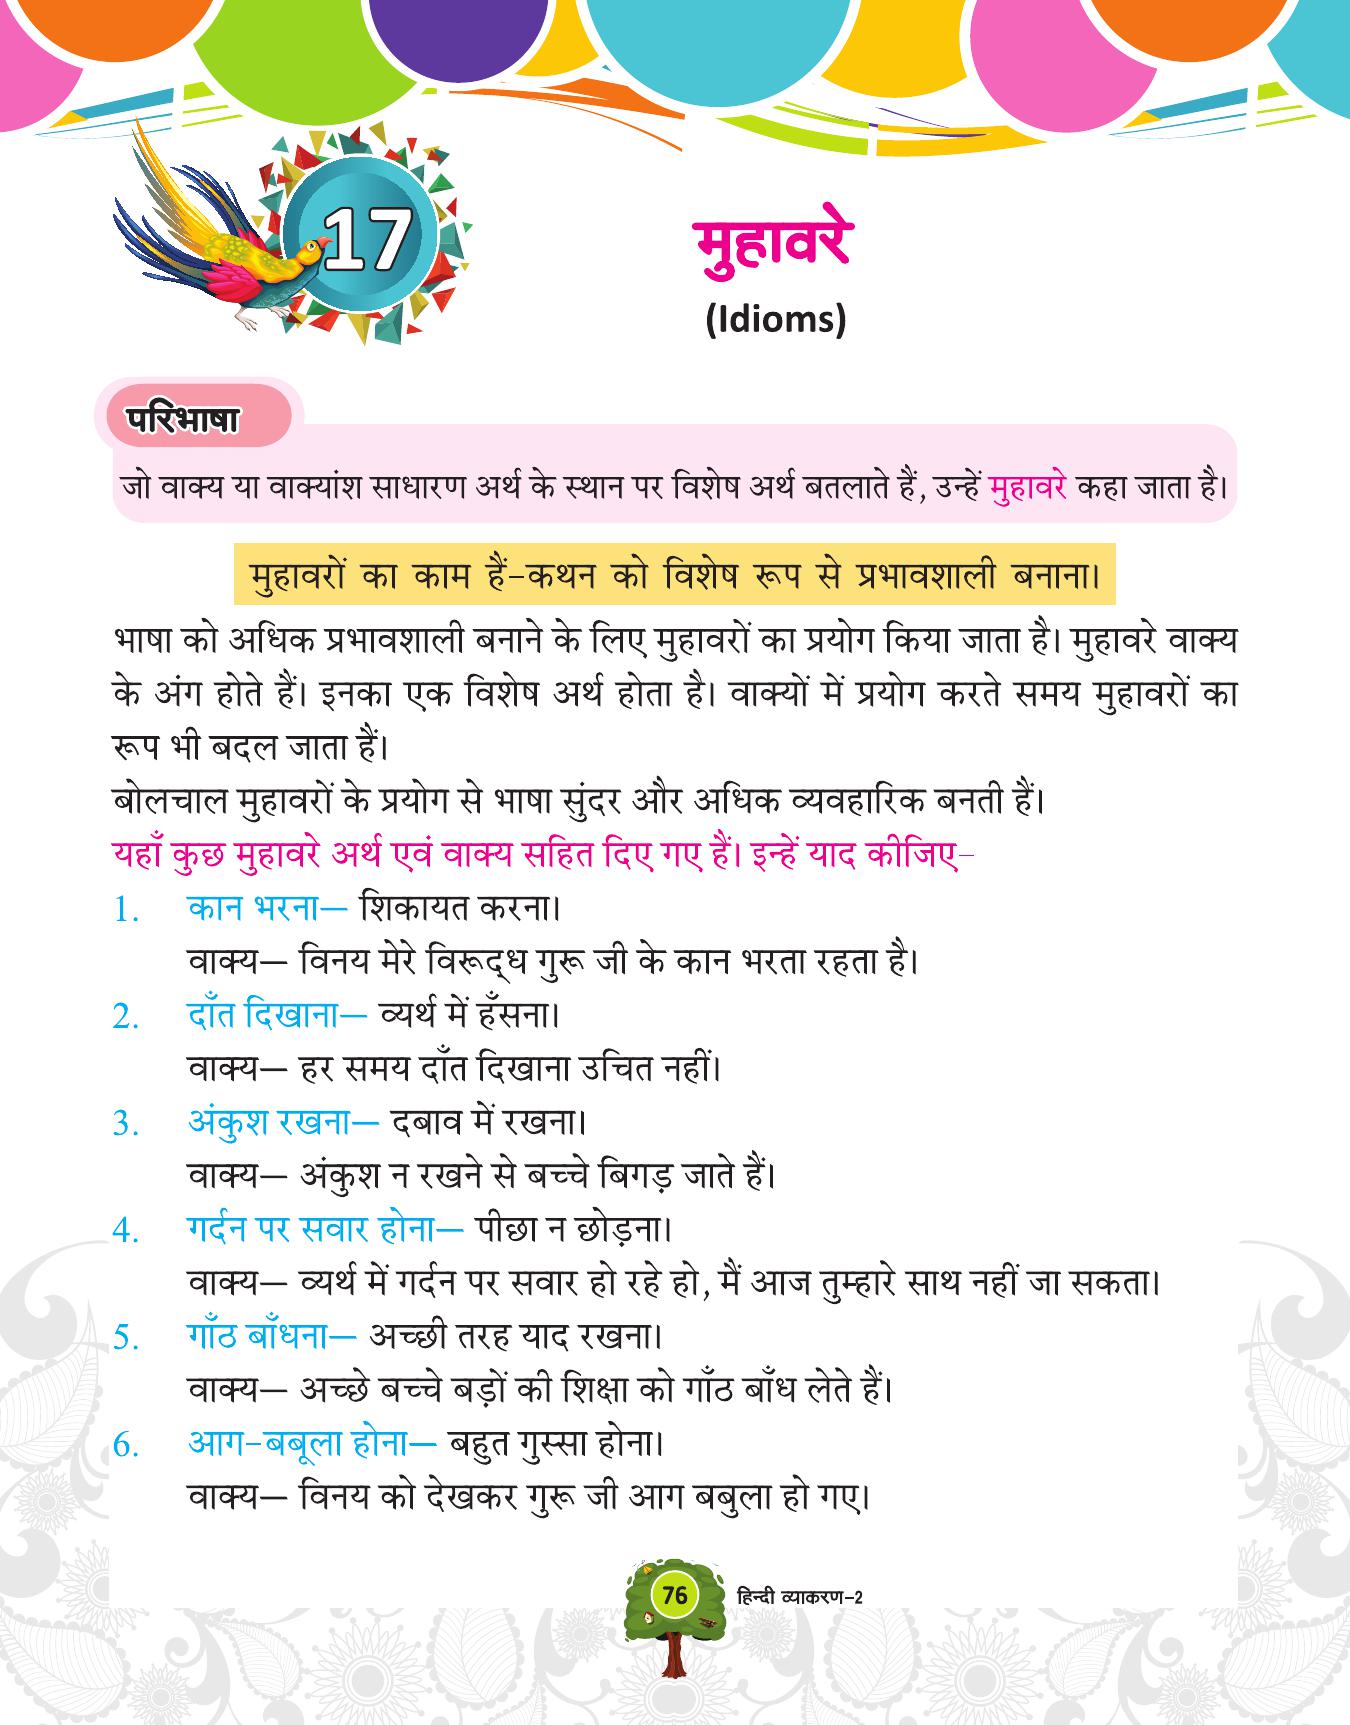 17
मुहावरे
(Idioms)
परिभाषा
जो वाक्य या वाक्यांश साधारण अर्थ के स्थान पर विशेष अर्थ बतलाते हैं, उन्हें मुहावरे कहा जाता है।
मुहावरों का काम हैं-कथन को विशेष रूप से प्रभावशाली बनाना।
भाषा को अधिक प्रभावशाली बनाने के लिए मुहावरों का प्रयोग किया जाता है। मुहावरे वाक्य
के अंग होते हैं। इनका एक विशेष अर्थ होता है। वाक्यों में प्रयोग करते समय मुहावरों का
रूप भी बदल जाता हैं।
बोलचाल मुहावरों के प्रयोग से भाषा सुंदर और अधिक व्यवहारिक बनती हैं।
यहाँ कुछ मुहावरे अर्थ एवं वाक्य सहित दिए गए हैं। इन्हें याद कीजिए-
1. कान भरना— शिकायत करना।
वाक्य— विनय मेरे विरूद्ध गुरू जी के कान भरता रहता है।
2. दाँत दिखाना— व्यर्थ में हँसना।
वाक्य— हर समय दाँत दिखाना उचित नहीं।
3. अंकुश रखना— दबाव में रखना।
वाक्य— अंकुश न रखने से बच्चे बिगड़ जाते हैं।
4. गर्दन पर सवार होना— पीछा न छोड़ना।
वाक्य— व्यर्थ में गर्दन पर सवार हो रहे हो, मैं आज तुम्हारे साथ नहीं जा सकता।
5. गाँठ बाँधना— अच्छी तरह याद रखना।
वाक्य— अच्छे बच्चे बड़ों की शिक्षा को गाँठ बाँध लेते हैं।
6. आग-बबूला होना— बहुत गुस्सा होना।
वाक्य— विनय को देखकर गुरू जी आग बबुला हो गए।
76 हिन्दी व्याकरण-2